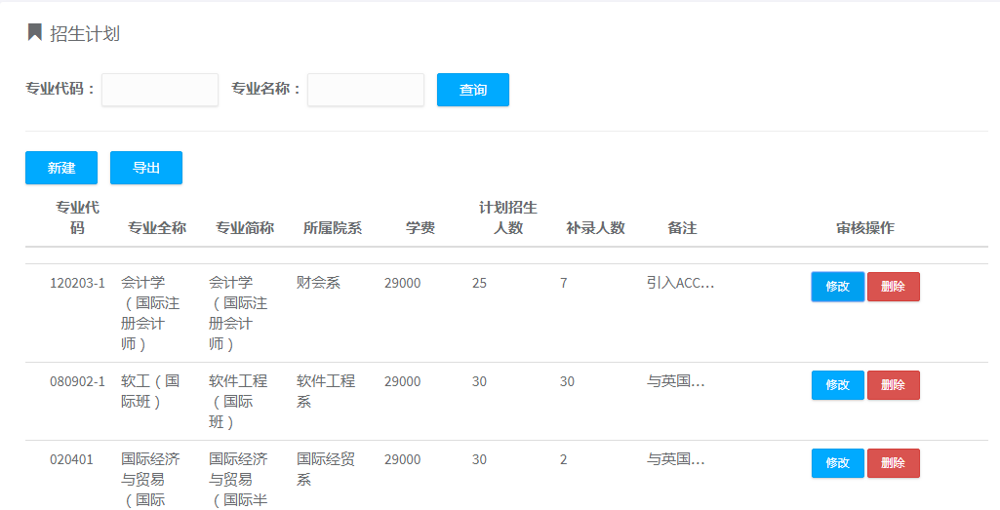 招生计划
专业代码： 专业名称： 查询
新建 导出
专业代码 专业全称 专业简称 所属院系 学费 计划招生人数 补录人数 备注 审核操作
120203-1 会计学（国际注册会计师） 会计学（国际注册会计师） 财会系 29000 25 7 引入ACC... 修改 删除
080902-1 软工（国际班） 软件工程（国际班） 软件工程系 29000 30 30 与英国... 修改 删除
020401 国际经济与贸易（国际 国际经济与贸易（国际半 国际经贸系 29000 30 2 与英国... 修改 删除